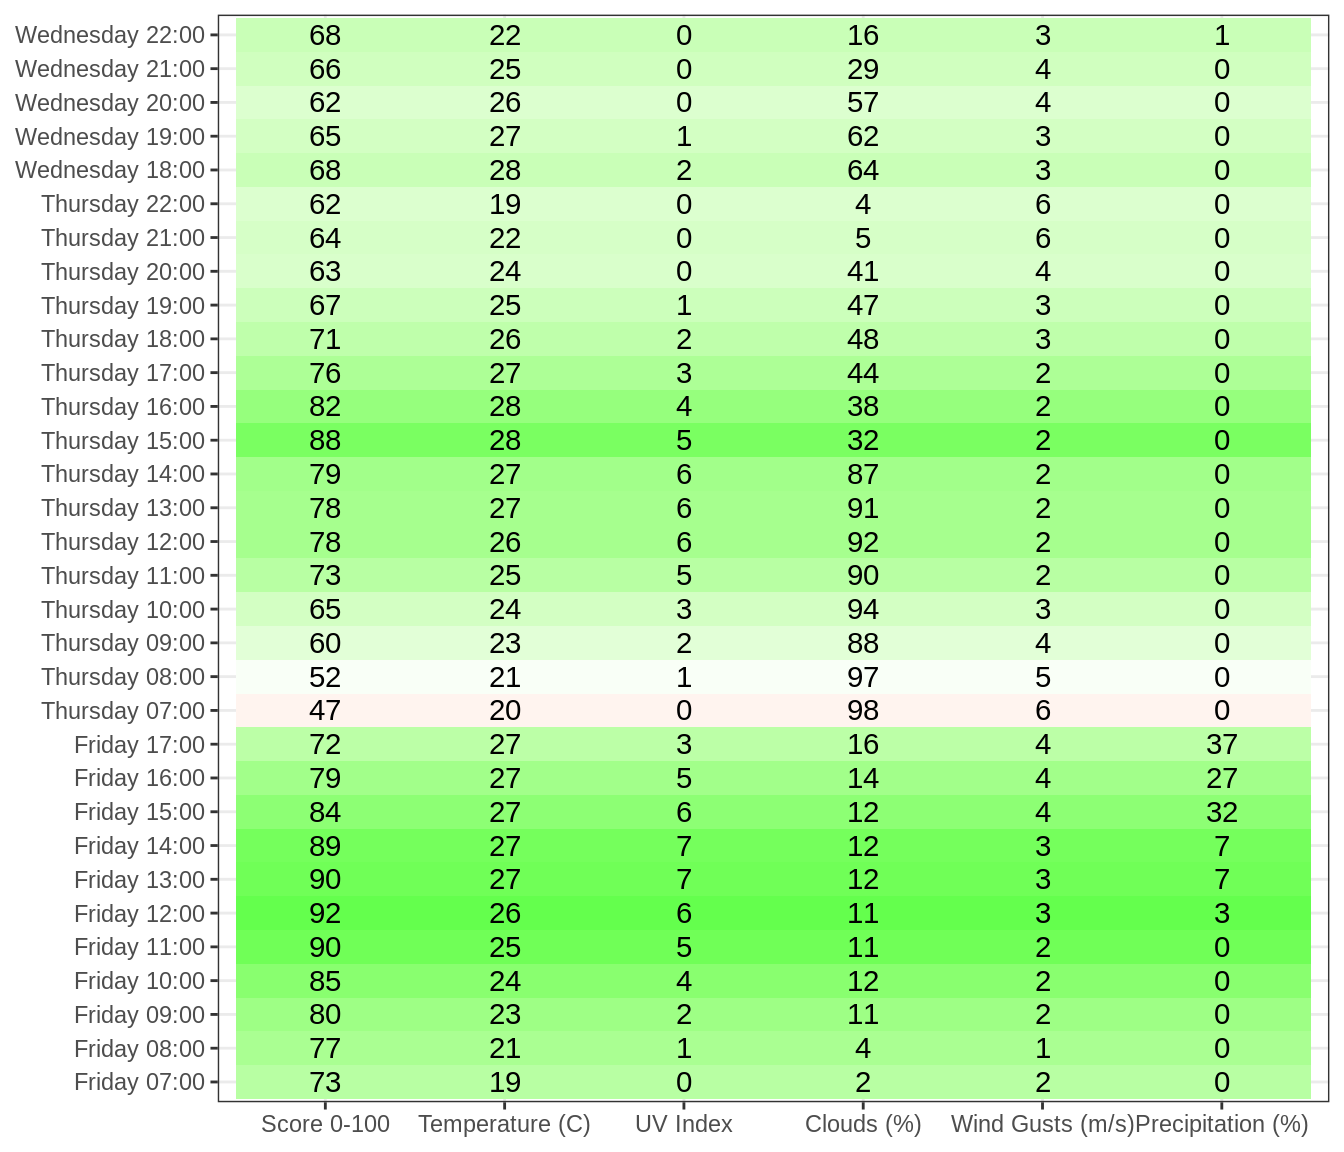 Wednesday 22:00 68 22 0 16 3 1
Wednesday 21:00 66 25 0 29 4 0
Wednesday 20:00 62 26 0 57 4 0
Wednesday 19:00 65 27 1 62 3 0
Wednesday 18:00 68 28 2 64 3 0
Thursday 22:00 62 19 0 4 6 0
Thursday 21:00 64 22 0 5 6 0
Thursday 20:00 63 24 0 41 4 0
Thursday 19:00 67 25 1 47 3 0
Thursday 18:00 71 26 2 48 3 0
Thursday 17:00 76 27 3 44 2 0
Thursday 16:00 82 28 4 38 2 0
Thursday 15:00 88 28 5 32 2 0
Thursday 14:00 79 27 6 87 2 0
Thursday 13:00 78 27 6 91 2 0
Thursday 12:00 78 26 6 92 2 0
Thursday 11:00 73 25 5 90 2 0
Thursday 10:00 65 24 3 94 3 0
Thursday 09:00 60 23 2 88 4 0
Thursday 08:00 52 21 1 97 5 0
Thursday 07:00 47 20 0 98 6 0
Friday 17:00 72 27 3 16 4 37
Friday 16:00 79 27 5 14 4 27
Friday 15:00 84 27 6 12 4 32
Friday 14:00 89 27 7 12 3 7
Friday 13:00 90 27 7 12 3 7
Friday 12:00 92 26 6 11 3 3
Friday 11:00 90 25 5 11 2 0
Friday 10:00 85 24 4 12 2 0
Friday 09:00 80 23 2 11 2 0
Friday 08:00 77 21 1 4 1 0
Friday 07:00 73 19 0 2 2 0
Score 0-100 Temperature (C) UV Index Clouds (%) Wind Gusts (m/s) Precipitation (%)